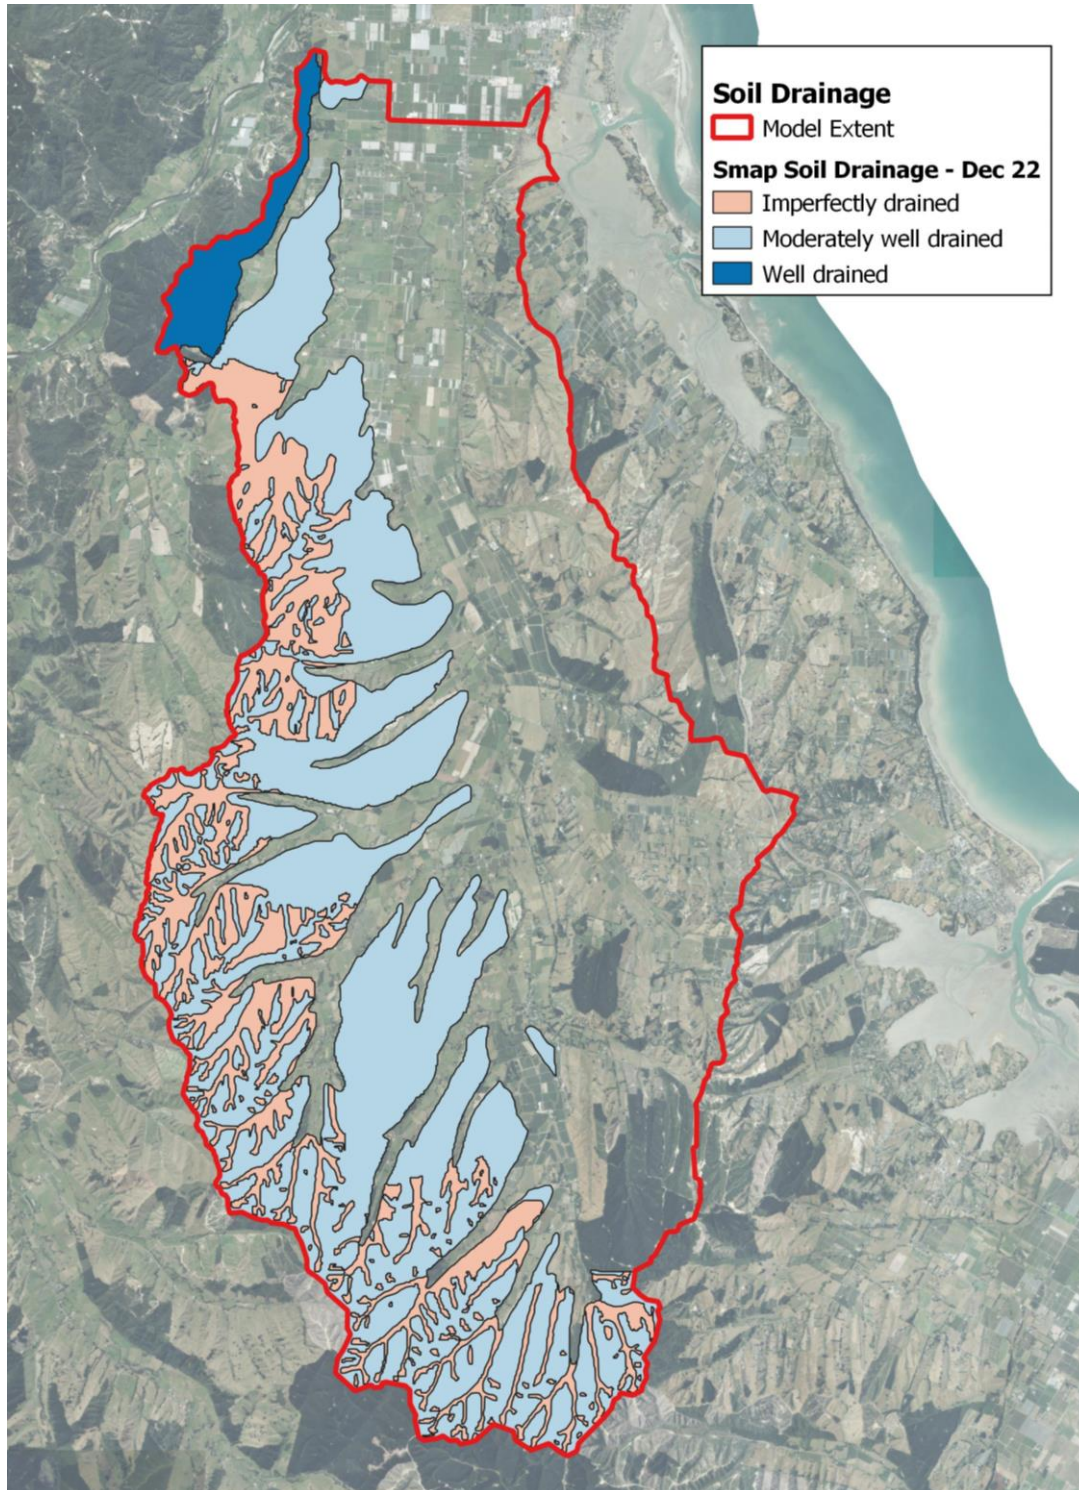 Soil Drainage
Model Extent
Smap Soil Drainage - Dec 22
Imperfectly drained
Moderately well drained
Well drained